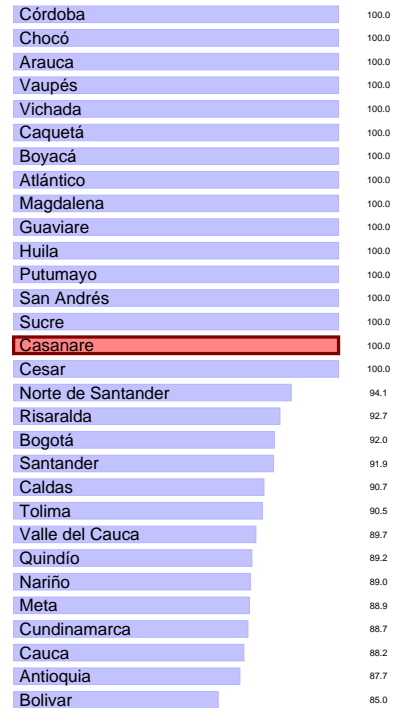 Córdoba 100.0
Chocó 100.0
Arauca 100.0
Vaupés 100.0
Vichada 100.0
Caquetá 100.0
Boyacá 100.0
Atlántico 100.0
Magdalena 100.0
Guaviare 100.0
Huila 100.0
Putumayo 100.0
San Andrés 100.0
Sucre 100.0
Casanare 100.0
Cesar 100.0
Norte de Santander 94.1
Risaralda 92.7
Bogotá 92.0
Santander 91.9
Caldas 90.7
Tolima 90.5
Valle del Cauca 89.7
Quindío 89.2
Nariño 89.0
Meta 88.9
Cundinamarca 88.7
Cauca 88.2
Antioquia 87.7
Bolivar 85.0